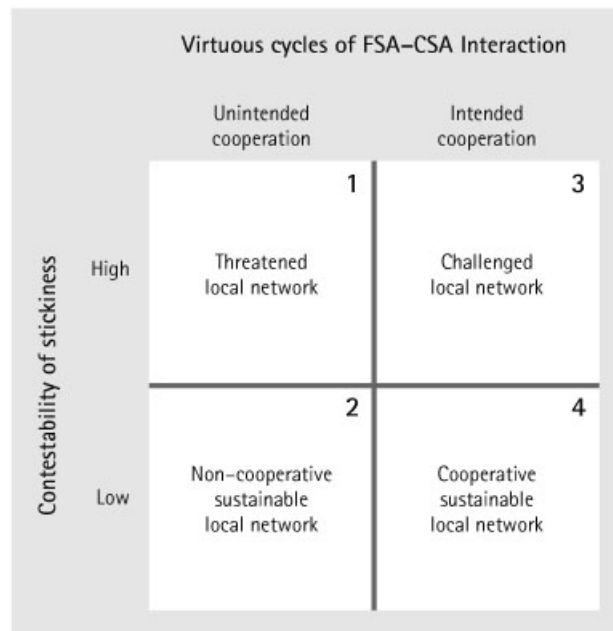 Virtuous cycles of FSA–CSA Interaction
Unintended
cooperation
Intended
cooperation
Contestability of stickiness
High
1
Threatened
local network
3
Challenged
local network
Low
2
Non–cooperative
sustainable
local network
4
Cooperative
sustainable
local network